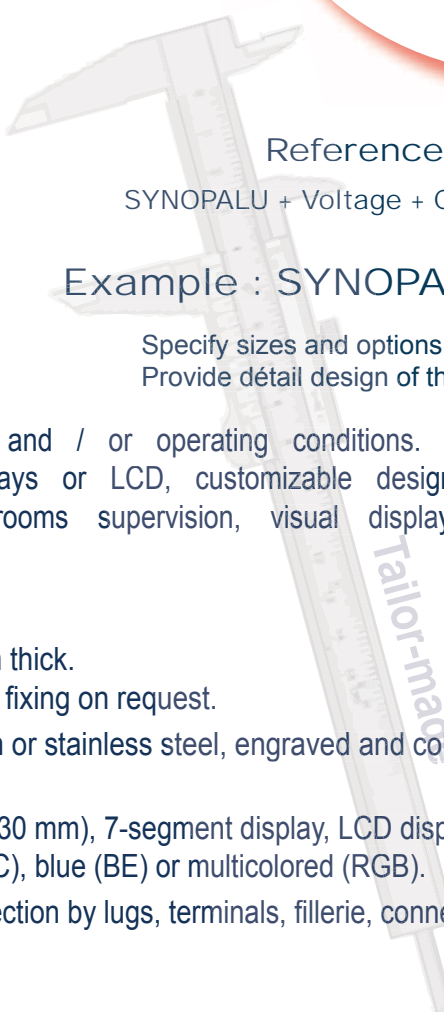 Reference
SYNOPALU + Voltage +
Example : SYNOPA
Specify sizes and options
Provide détail design of th
and / or operating conditions.
ays or LCD, customizable desig
rooms supervision, visual display
Tailor-made
thick.
fixing on request.
or stainless steel, engraved and co
30 mm), 7-segment display, LCD disp
C), blue (BE) or multicolored (RGB).
ection by lugs, terminals, fillerie, conne